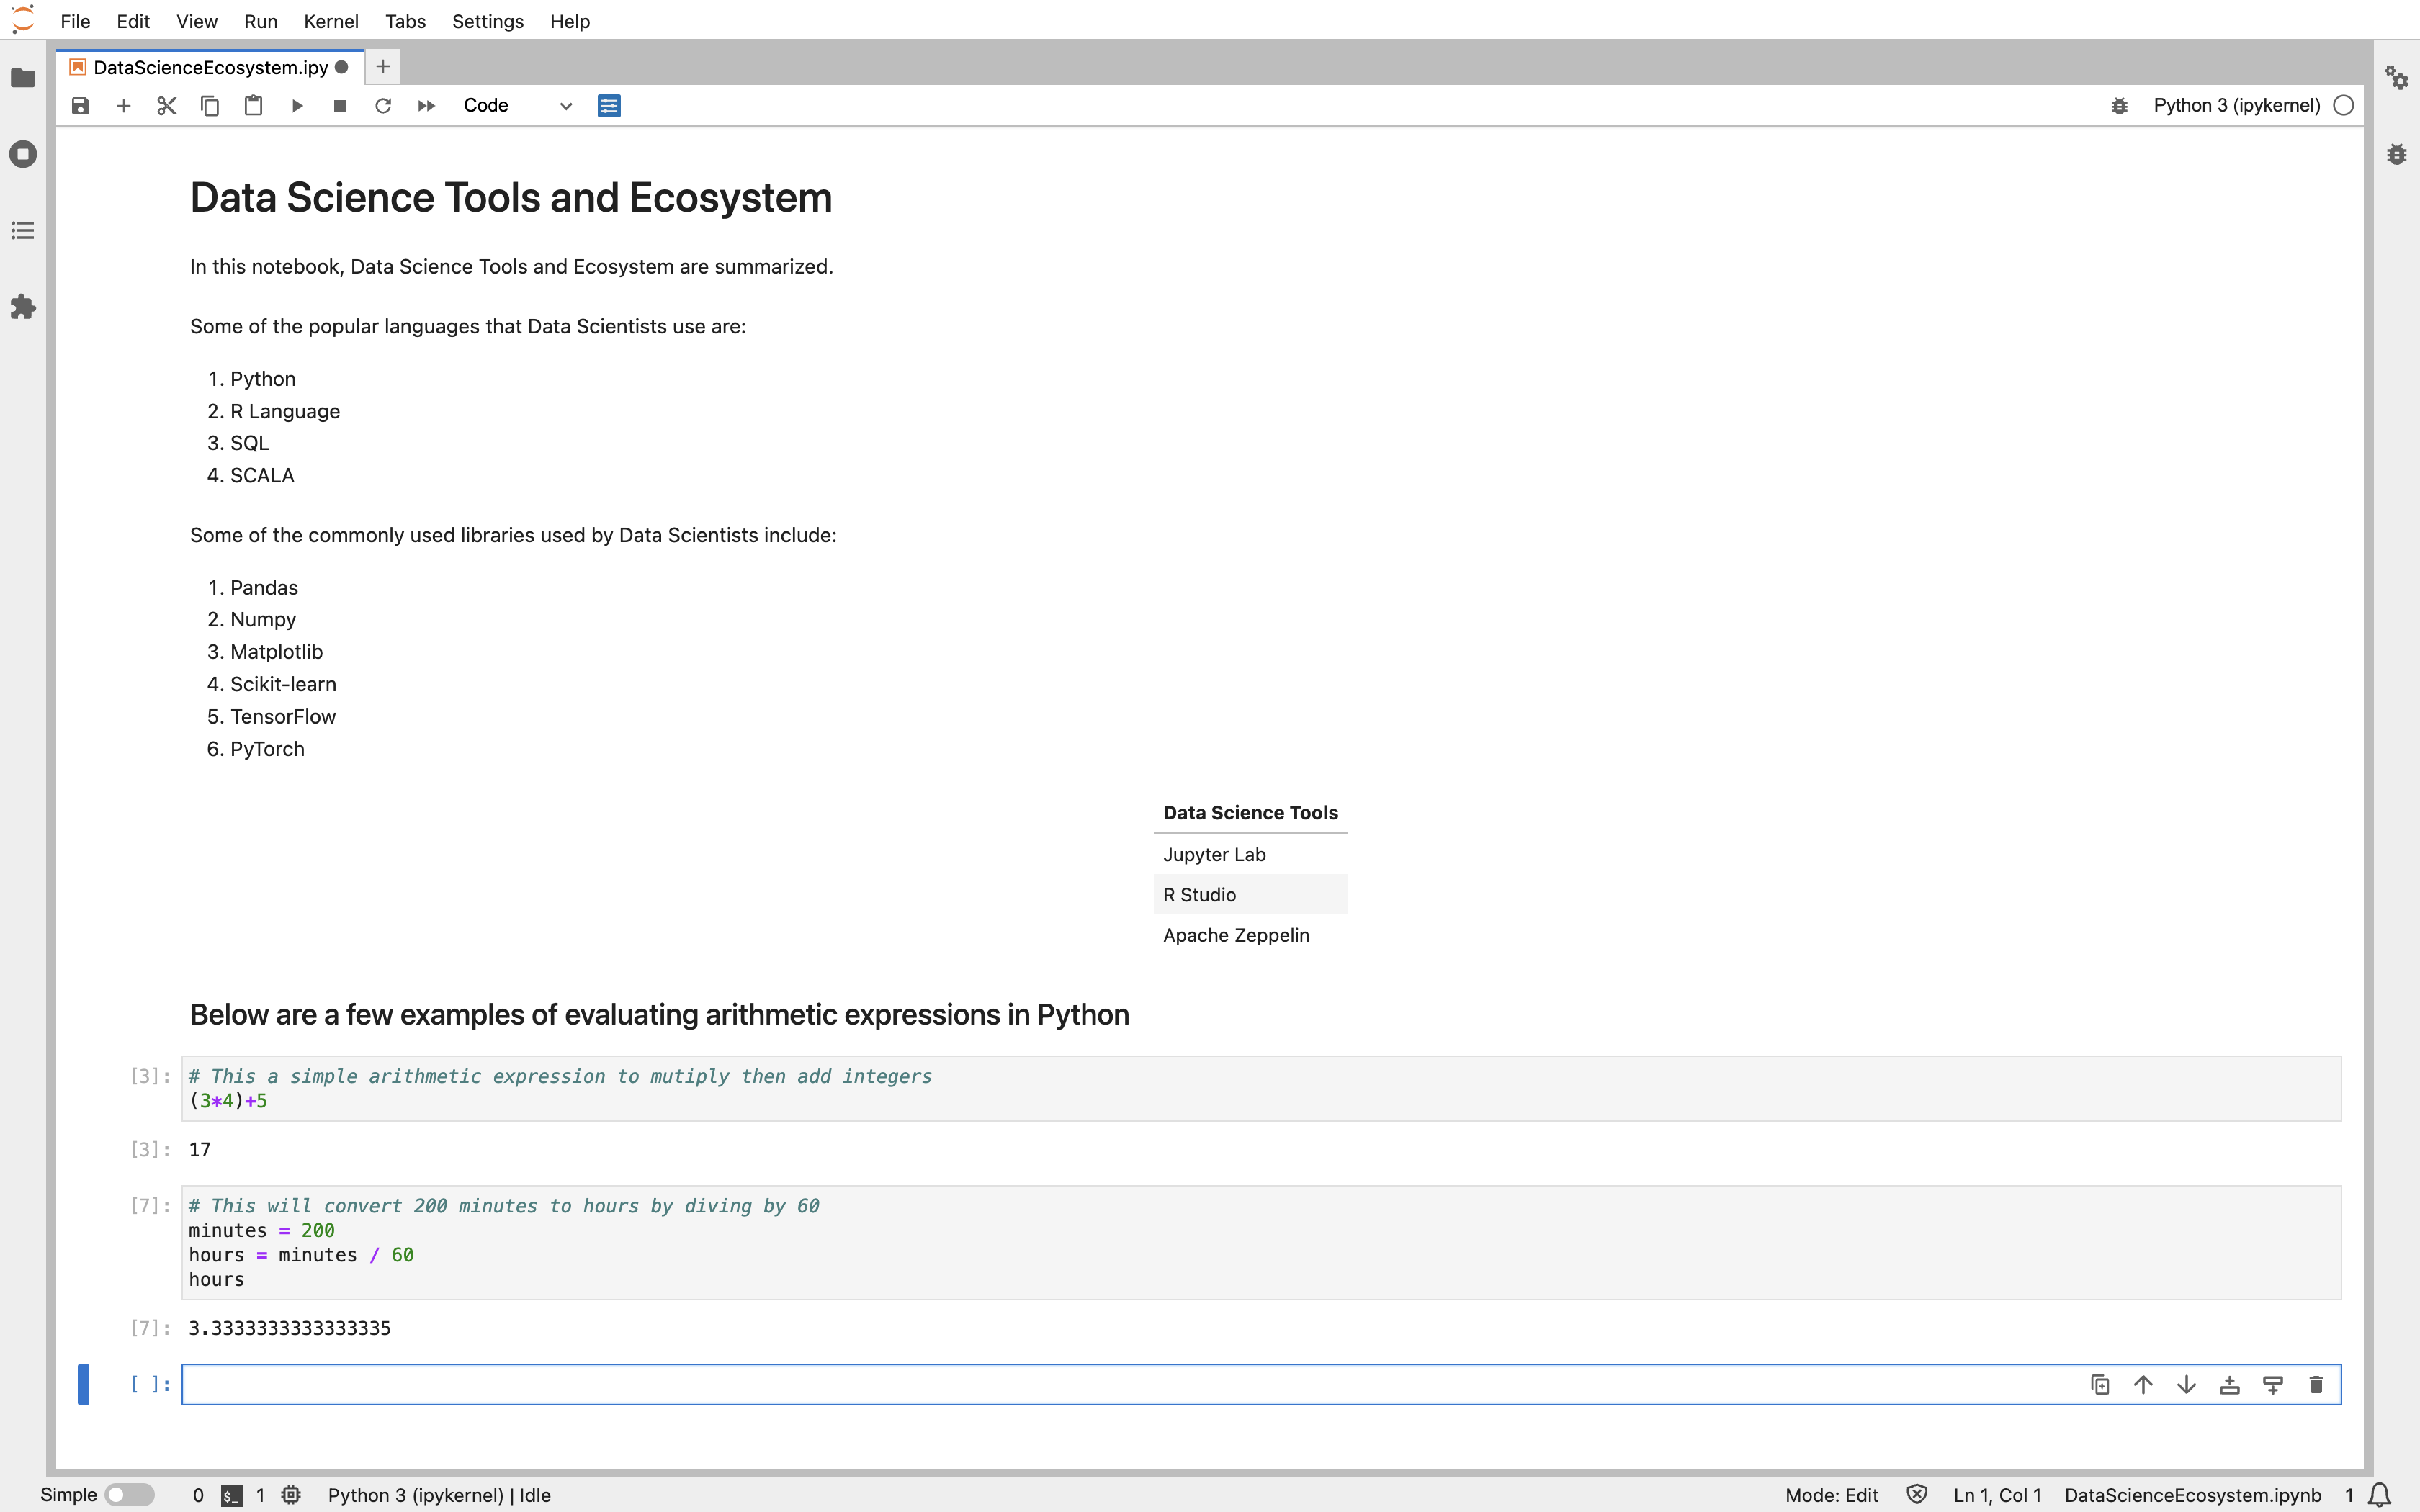 File Edit View Run Kernel Tabs Settings Help
DataScienceEcosystem.ipy
Code
Python 3 (ipykernel)
Data Science Tools and Ecosystem
In this notebook, Data Science Tools and Ecosystem are summarized.
Some of the popular languages that Data Scientists use are:
1. Python
2. R Language
3. SQL
4. SCALA
Some of the commonly used libraries used by Data Scientists include:
1. Pandas
2. Numpy
3. Matplotlib
4. Scikit-learn
5. TensorFlow
6. PyTorch
Data Science Tools
Jupyter Lab
R Studio
Apache Zeppelin
Below are a few examples of evaluating arithmetic expressions in Python
[3]: # This a simple arithmetic expression to mutiply then add integers
(3*4)+5
[3]: 17
[7]: # This will convert 200 minutes to hours by diving by 60
minutes = 200
hours = minutes / 60
hours
[7]: 3.3333333333333335
[ ]:
Simple 0 $_ 1 Python 3 (ipykernel) | Idle Mode: Edit Ln 1, Col 1 DataScienceEcosystem.ipynb 1